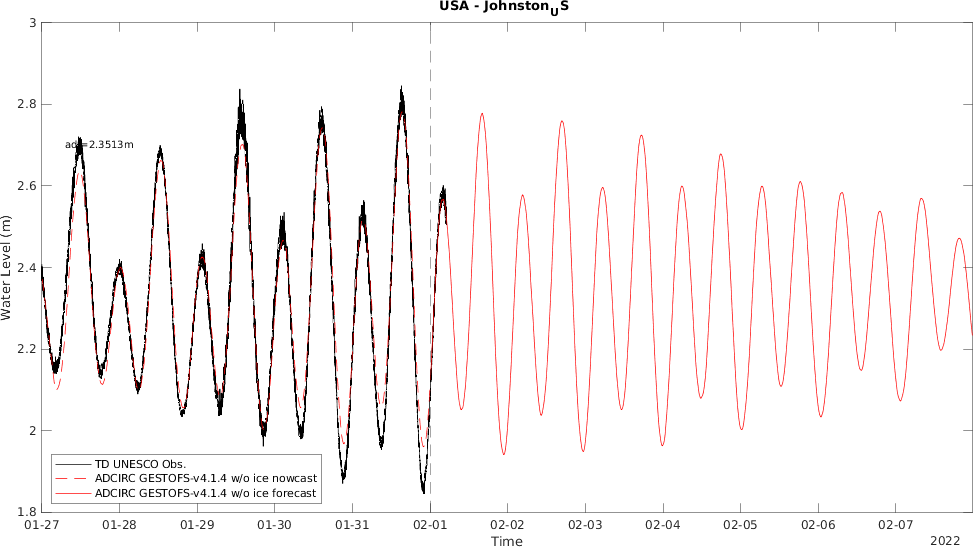 USA - JohnstonUS
3
2.8
2.6
2.4
2.2
2
1.8
Water Level (m)
adj=2.3513m
TD UNESCO Obs.
ADCIRC GESTOFS-v4.1.4 w/o ice nowcast
ADCIRC GESTOFS-v4.1.4 w/o ice forecast
01-27 01-28 01-29 01-30 01-31 02-01 02-02 02-03 02-04 02-05 02-06 02-07
Time
2022